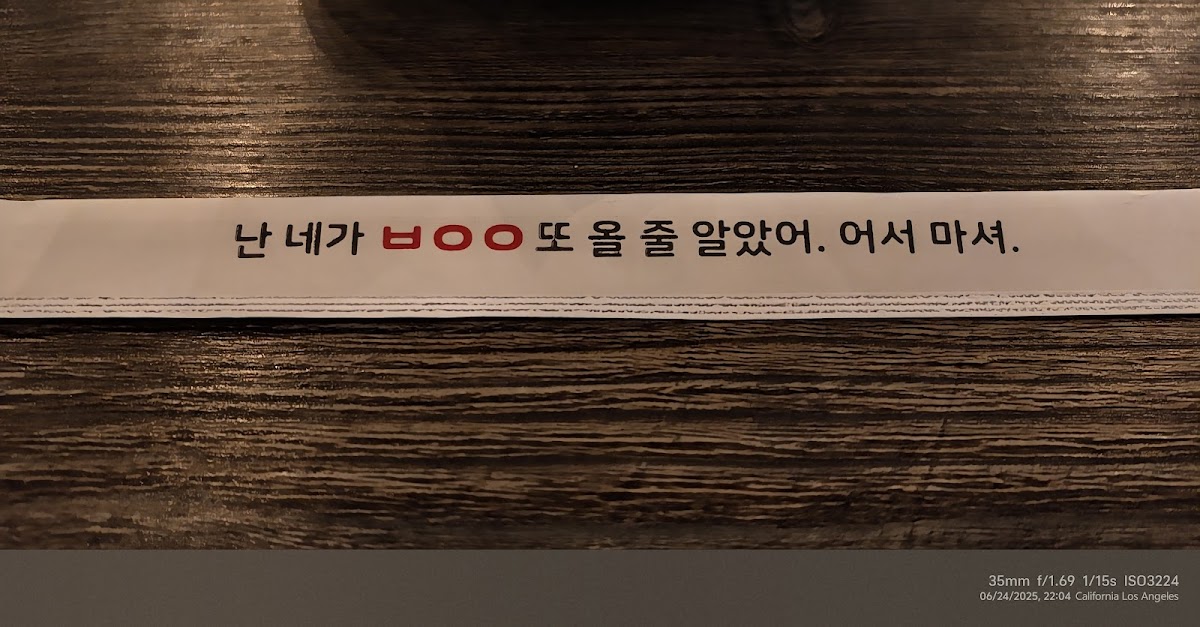 난 네가 ㅂㅇㅇ 또 올 줄 알았어. 어서 마셔.
35mm f/1.69 1/15s ISO3224
06/24/2025, 22:04 California Los Angeles